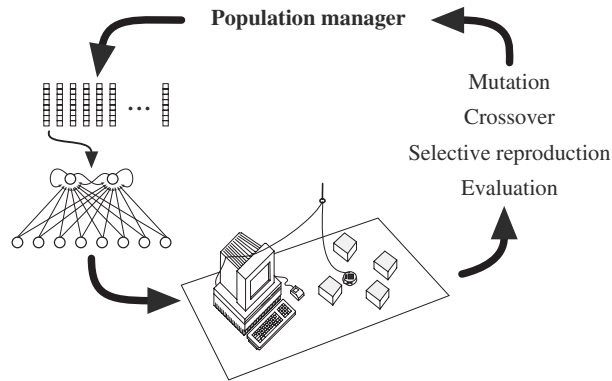 Population manager
Mutation
Crossover
Selective reproduction
Evaluation